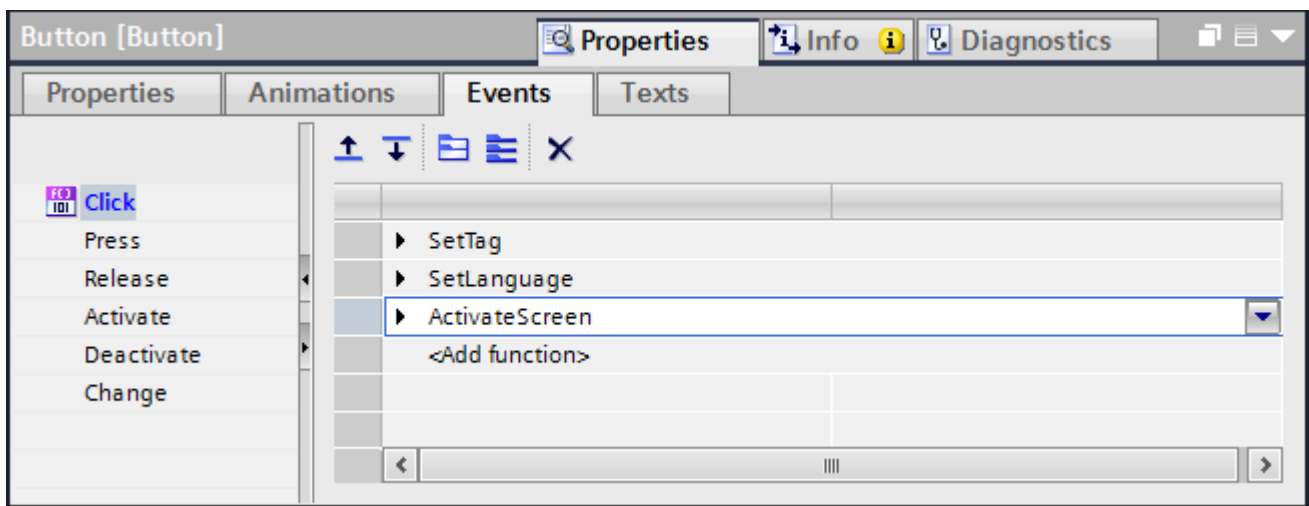 Button [Button]
Properties
Info
Diagnostics
Properties
Animations
Events
Texts
Click
Press
Release
Activate
Deactivate
Change
SetTag
SetLanguage
ActivateScreen
<Add function>